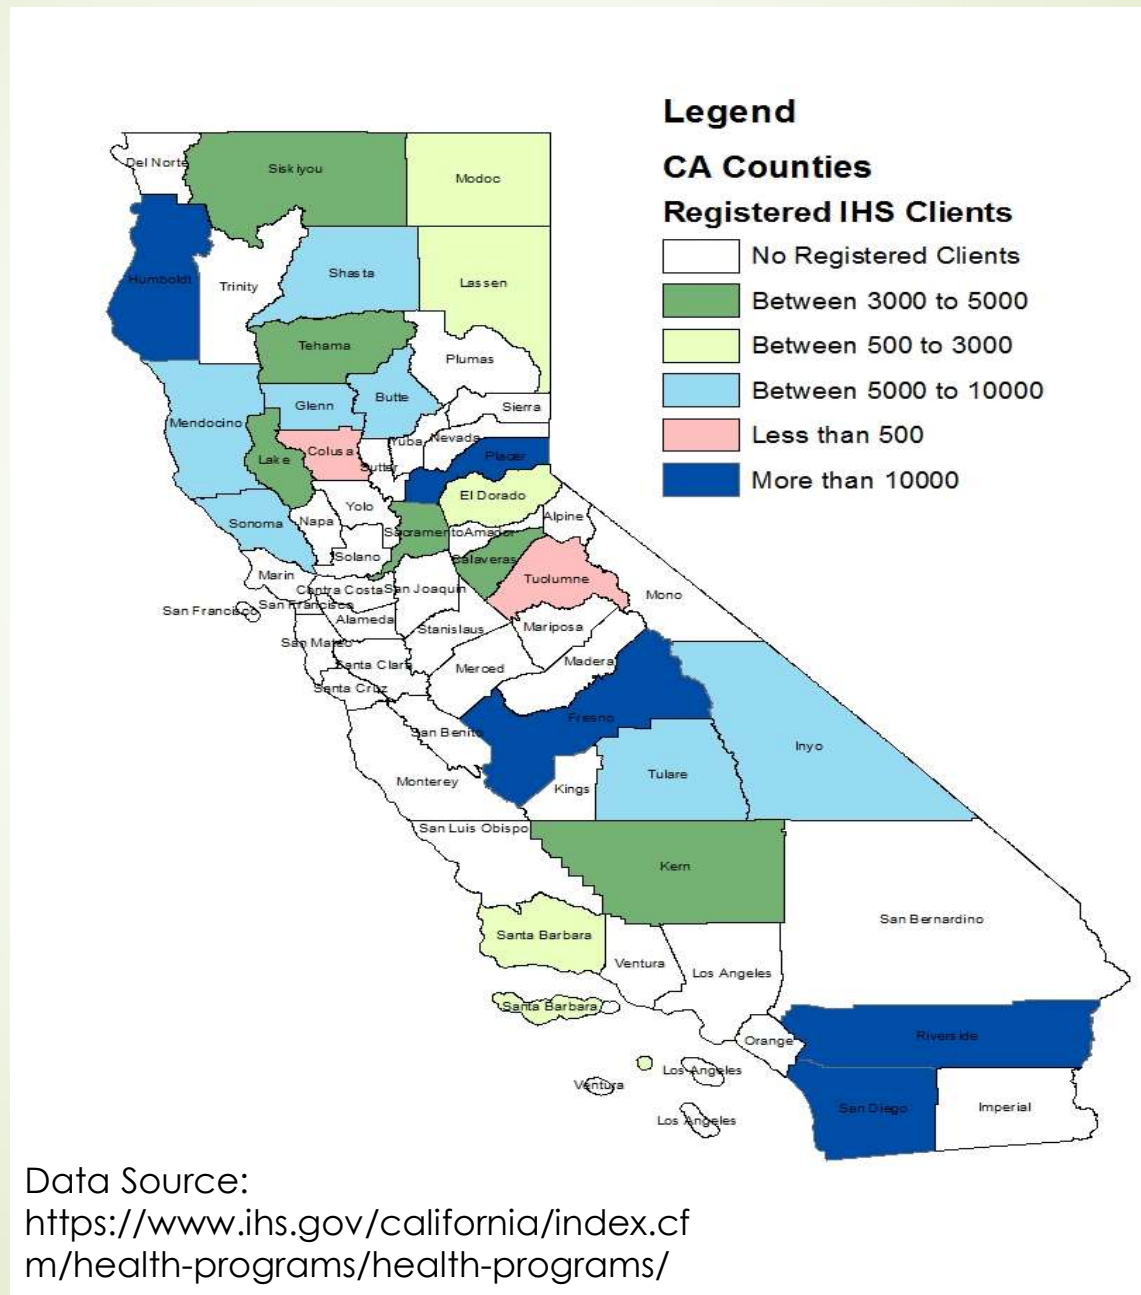 Legend
CA Counties
Registered IHS Clients
No Registered Clients
Between 3000 to 5000
Between 500 to 3000
Between 5000 to 10000
Less than 500
More than 10000
Del Norte
Siskiyou
Modoc
Humboldt
Trinity
Shasta
Lassen
Tehama
Plumas
Glenn
Butte
Sierra
Mendocino
Lake
Colusa
Sutter
Yuba
Nevada
Placer
El Dorado
Sonoma
Napa
Yolo
Sacramento
Amador
Alpine
Solano
Calaveras
Marin
Contra Costa
San Joaquin
Tuolumne
Mono
San Francisco
San Francisco
Alameda
Stanislaus
Mariposa
San Mateo
Santa Clara
Merced
Madera
Santa Cruz
San Benito
Fresno
Inyo
Monterey
Kings
Tulare
San Luis Obispo
Kern
San Bernardino
Santa Barbara
Ventura
Los Angeles
Santa Barbara
Orange
Riverside
Ventura
Los Angeles
Los Angeles
San Diego
Imperial
Data Source:
https://www.ihs.gov/california/index.cf
m/health-programs/health-programs/